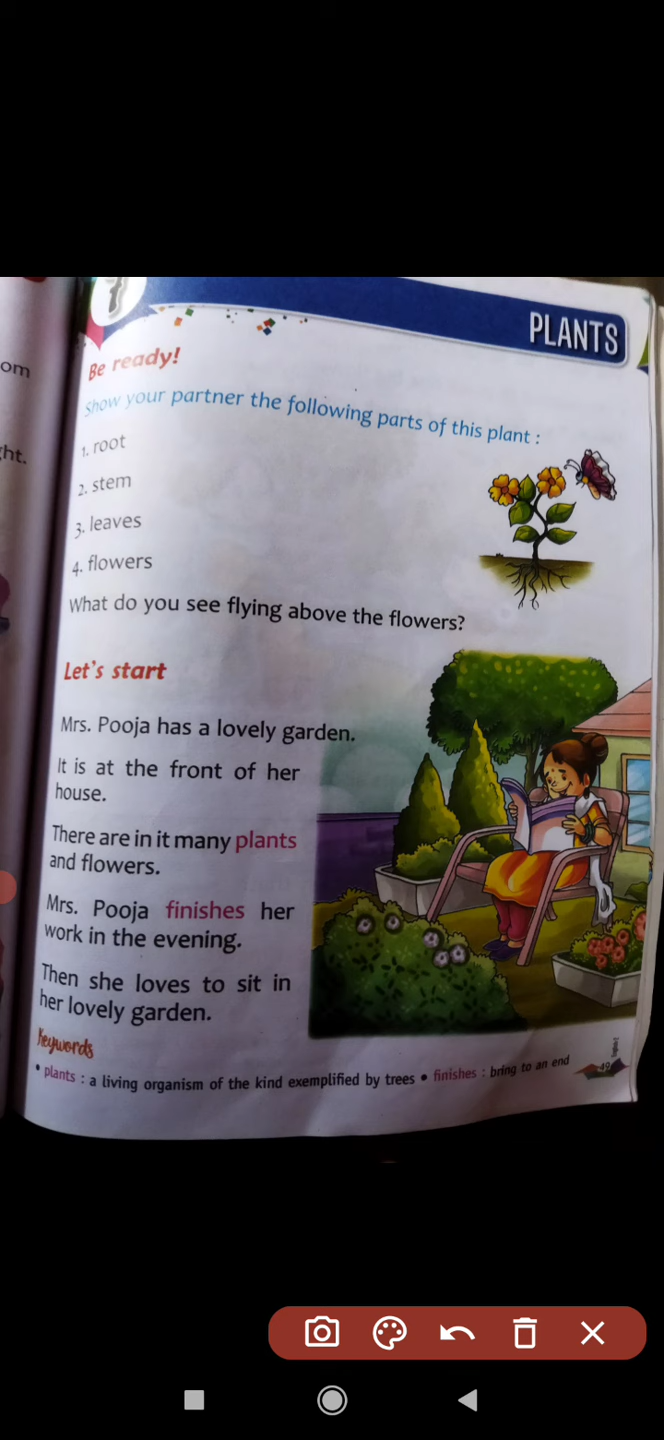 om
ht.
7
PLANTS
Be ready!
Show your partner the following parts of this plant :
1. root
2. stem
3. leaves
4. flowers
What do you see flying above the flowers?
Let's start
Mrs. Pooja has a lovely garden.
It is at the front of her
house.
There are in it many plants
and flowers.
Mrs. Pooja finishes her
work in the evening.
Then she loves to sit in
her lovely garden.
Keywords
• plants : a living organism of the kind exemplified by trees • finishes : bring to an end
49